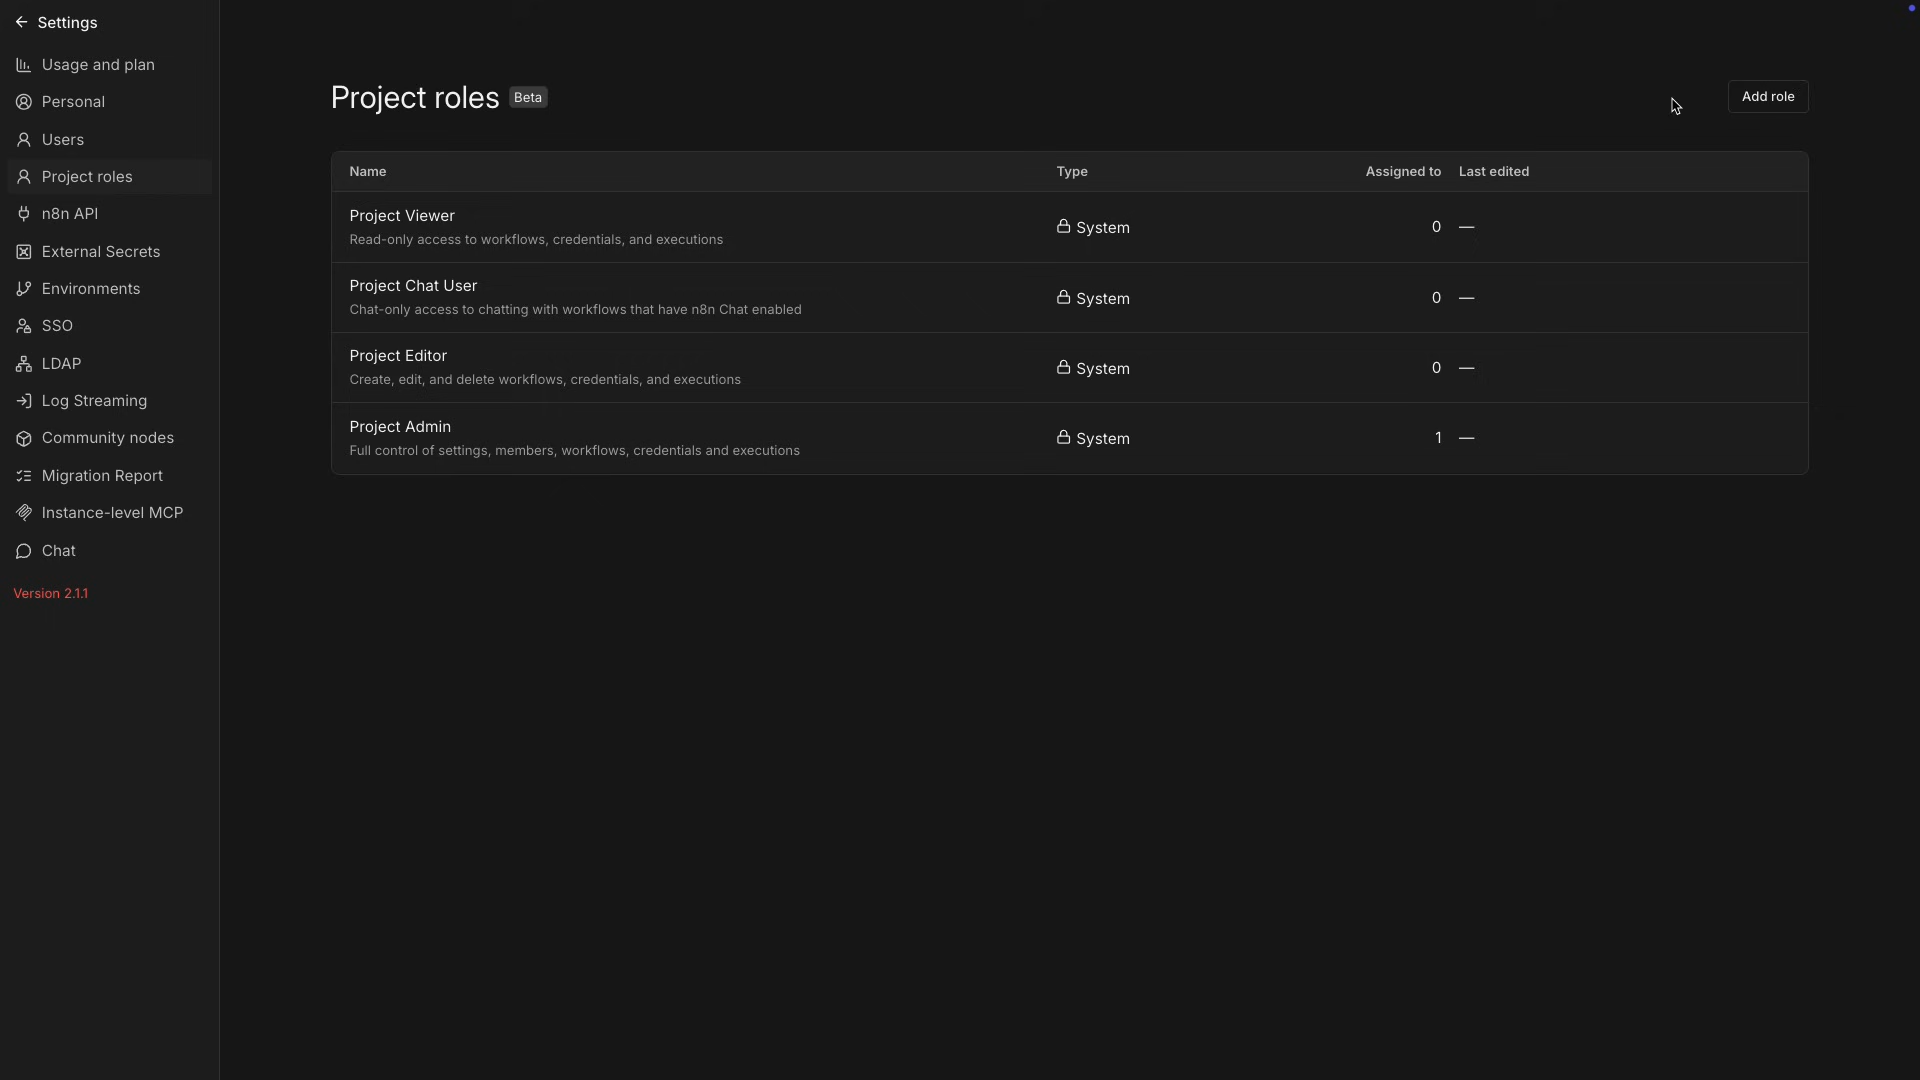 Settings
Usage and plan
Personal
Users
Project roles
n8n API
External Secrets
Environments
SSO
LDAP
Log Streaming
Community nodes
Migration Report
Instance-level MCP
Chat
Version 2.1.1
Project roles Beta
Add role
Name Type Assigned to Last edited
Project Viewer
Read-only access to workflows, credentials, and executions
System 0 —
Project Chat User
Chat-only access to chatting with workflows that have n8n Chat enabled
System 0 —
Project Editor
Create, edit, and delete workflows, credentials, and executions
System 0 —
Project Admin
Full control of settings, members, workflows, credentials and executions
System 1 —